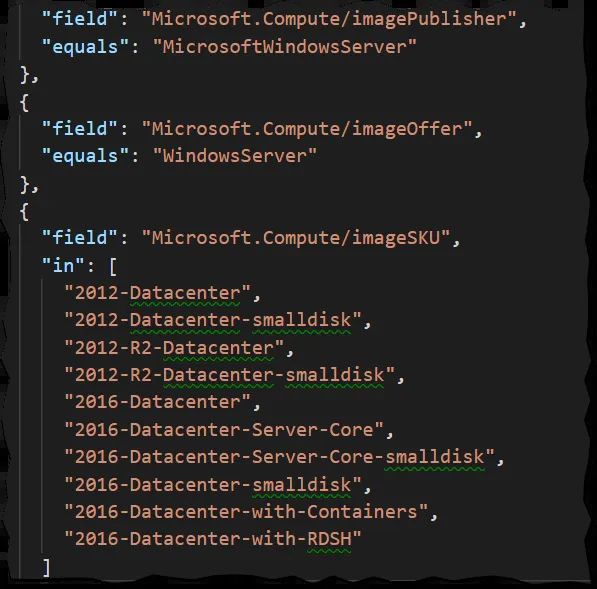 "field": "Microsoft.Compute/imagePublisher",
"equals": "MicrosoftWindowsServer"
},
{
"field": "Microsoft.Compute/imageOffer",
"equals": "WindowsServer"
},
{
"field": "Microsoft.Compute/imageSKU",
"in": [
"2012-Datacenter",
"2012-Datacenter-smalldisk",
"2012-R2-Datacenter",
"2012-R2-Datacenter-smalldisk",
"2016-Datacenter",
"2016-Datacenter-Server-Core",
"2016-Datacenter-Server-Core-smalldisk",
"2016-Datacenter-smalldisk",
"2016-Datacenter-with-Containers",
"2016-Datacenter-with-RDSH"
]